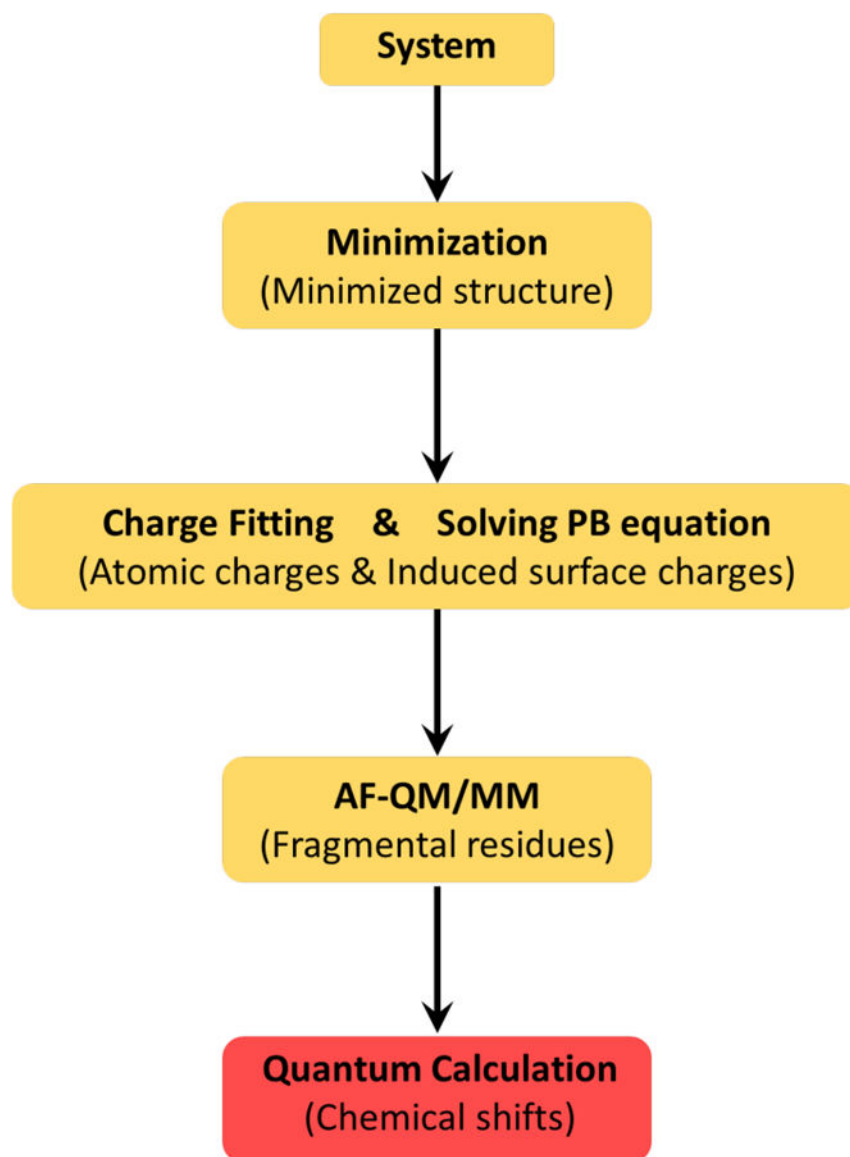 System
Minimization
(Minimized structure)
Charge Fitting & Solving PB equation
(Atomic charges & Induced surface charges)
AF-QM/MM
(Fragmental residues)
Quantum Calculation
(Chemical shifts)